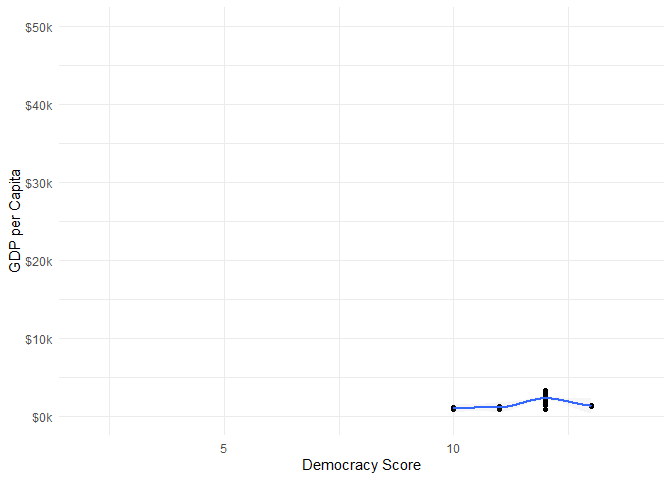 $50k
$40k
$30k
$20k
$10k
$0k
GDP per Capita
5 10
Democracy Score